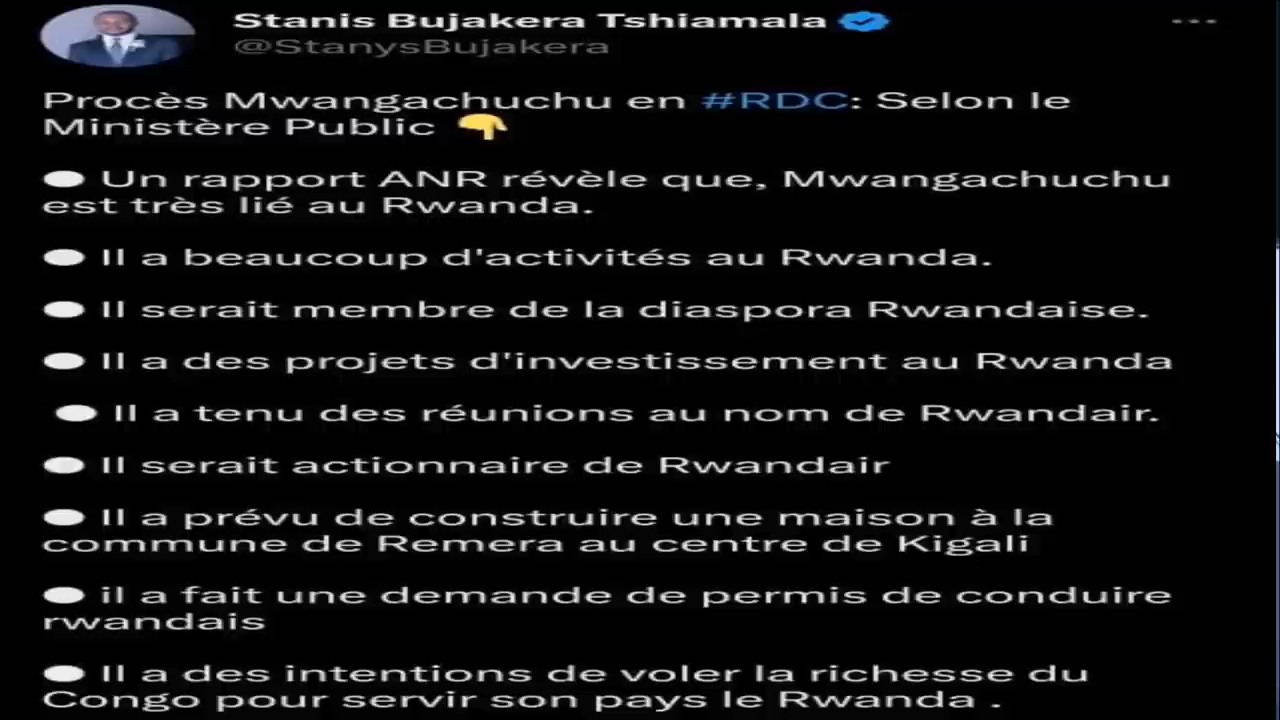 Stanis Bujakera Tshiamala
@StanysBujakera
Procès Mwangachuchu en #RDC: Selon le
Ministère Public 👇
● Un rapport ANR révèle que, Mwangachuchu
est très lié au Rwanda.
● Il a beaucoup d'activités au Rwanda.
● Il serait membre de la diaspora Rwandaise.
● Il a des projets d'investissement au Rwanda
● Il a tenu des réunions au nom de Rwandair.
● Il serait actionnaire de Rwandair
● Il a prévu de construire une maison à la
commune de Remera au centre de Kigali
● il a fait une demande de permis de conduire
rwandais
● Il a des intentions de voler la richesse du
Congo pour servir son pays le Rwanda .